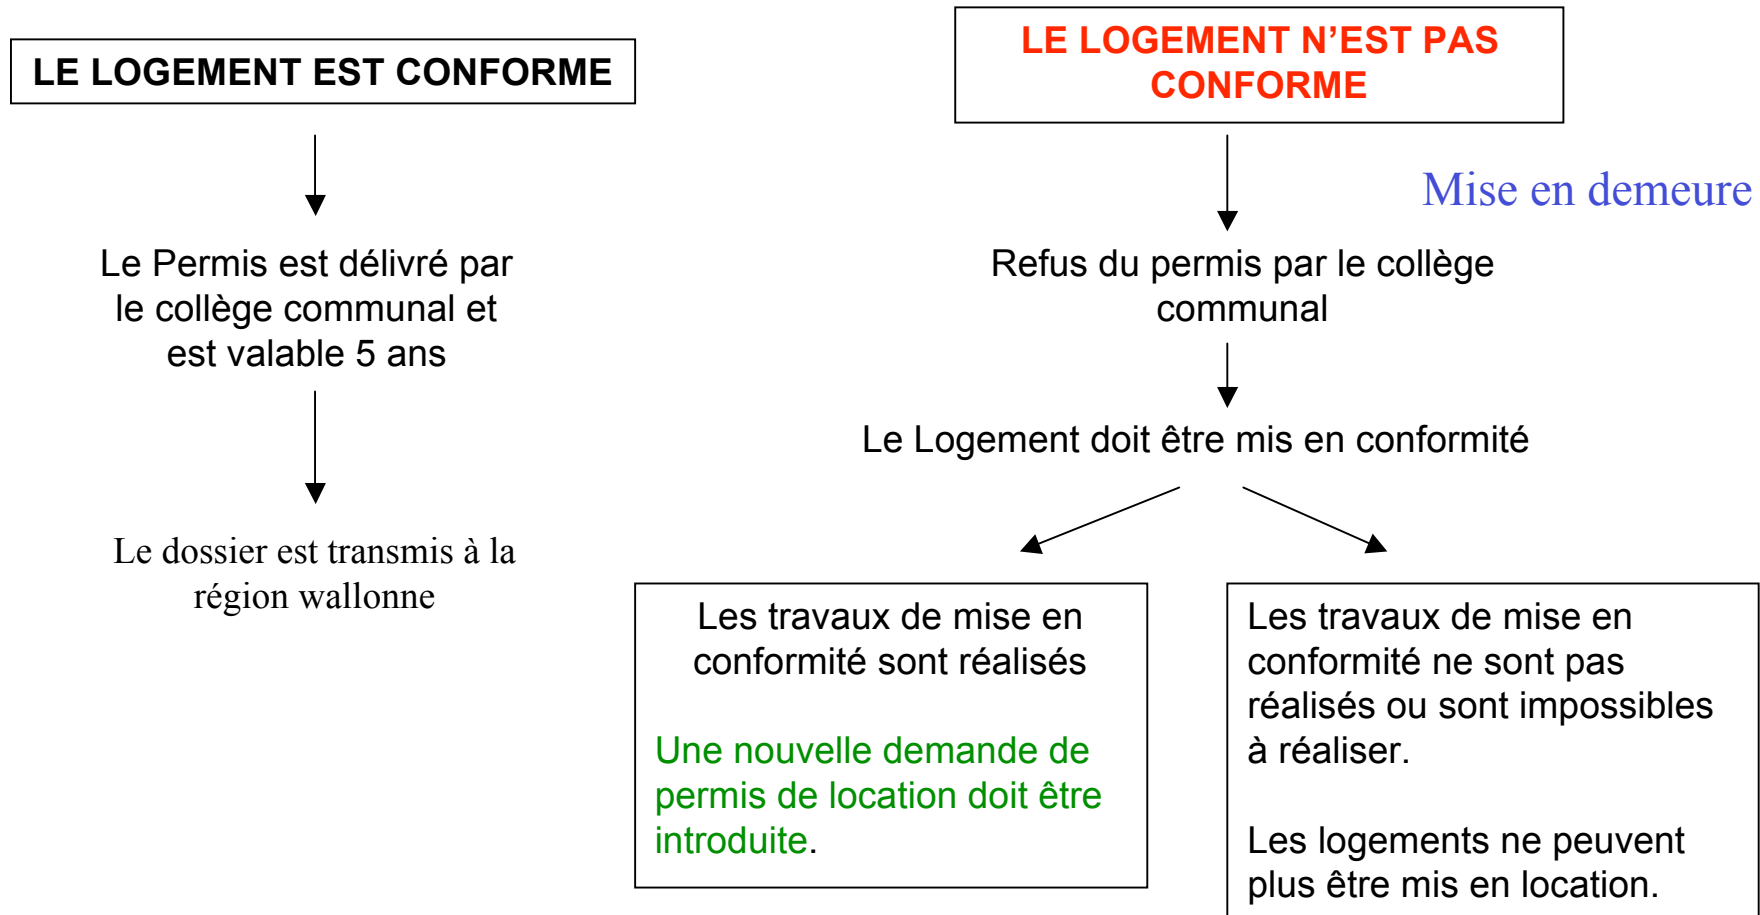 LE LOGEMENT EST CONFORME
Le Permis est délivré par
le collège communal et
est valable 5 ans
Le dossier est transmis à la
région wallonne
LE LOGEMENT N’EST PAS
CONFORME
Mise en demeure
Refus du permis par le collège
communal
Le Logement doit être mis en conformité
Les travaux de mise en
conformité sont réalisés
Une nouvelle demande de
permis de location doit être
introduite.
Les travaux de mise en
conformité ne sont pas
réalisés ou sont impossibles
à réaliser.
Les logements ne peuvent
plus être mis en location.